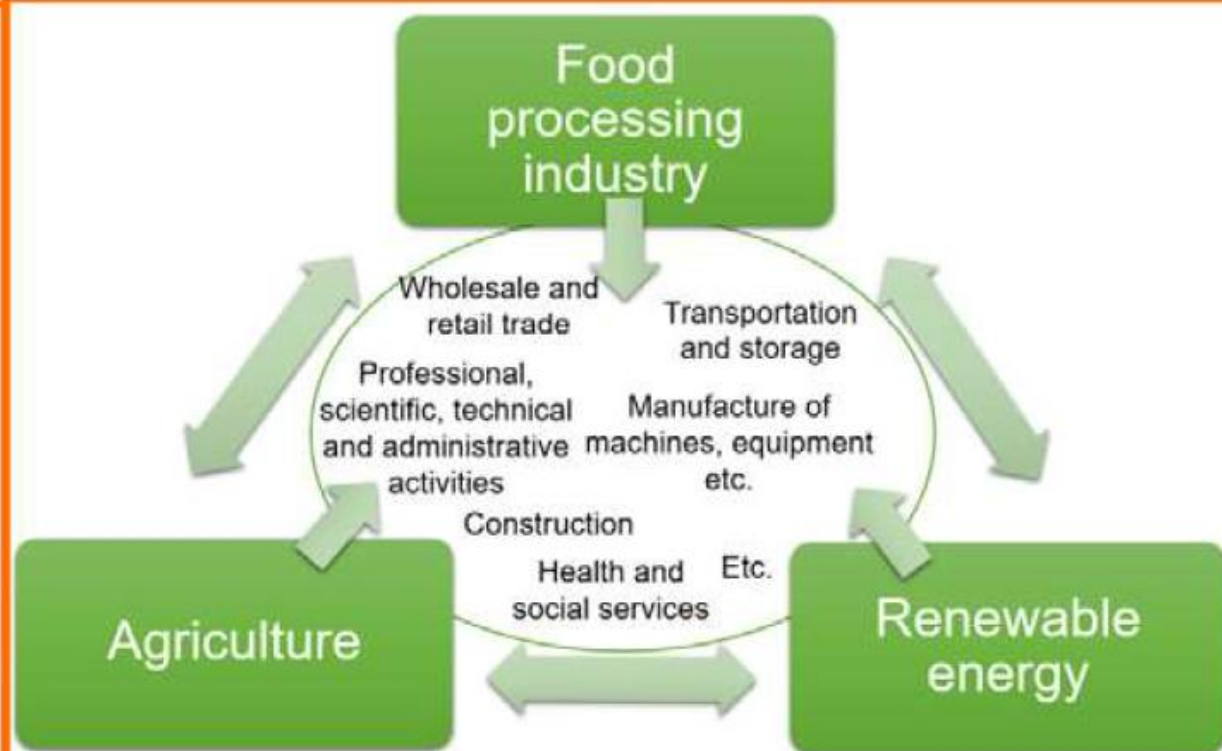 Food
processing
industry
Wholesale and
retail trade
Transportation
and storage
Professional,
scientific, technical
and administrative
activities
Manufacture of
machines, equipment
etc.
Construction
Health and
social services
Etc.
Agriculture
Renewable
energy